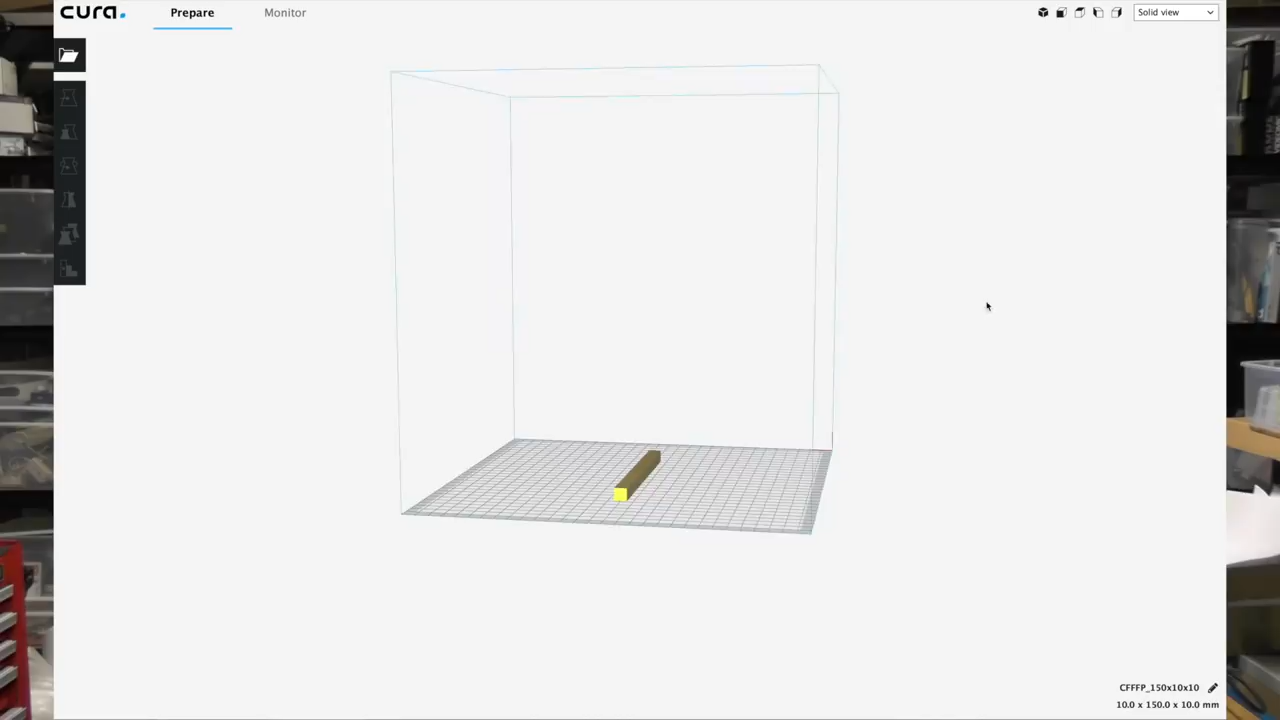 cura.
Prepare
Monitor
Solid view
CFFFP_150x10x10
10.0 x 150.0 x 10.0 mm